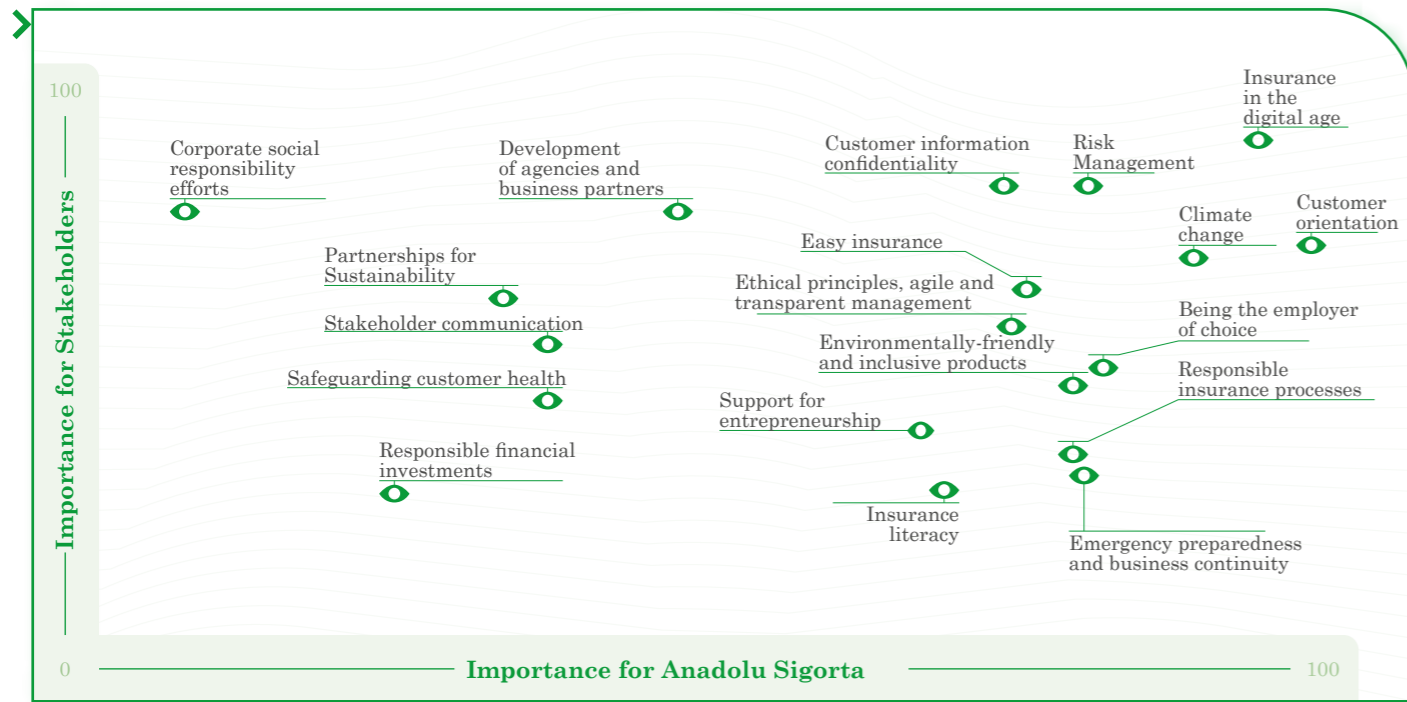 100
Importance for Stakeholders
0
Importance for Anadolu Sigorta
100
Corporate social
responsibility
efforts
Development
of agencies and
business partners
Customer information
confidentiality
Risk
Management
Insurance
in the
digital age
Climate
change
Customer
orientation
Partnerships for
Sustainability
Easy insurance
Ethical principles, agile and
transparent management
Stakeholder communication
Being the employer
of choice
Environmentally-friendly
and inclusive products
Safeguarding customer health
Responsible
insurance processes
Support for
entrepreneurship
Responsible financial
investments
Insurance
literacy
Emergency preparedness
and business continuity